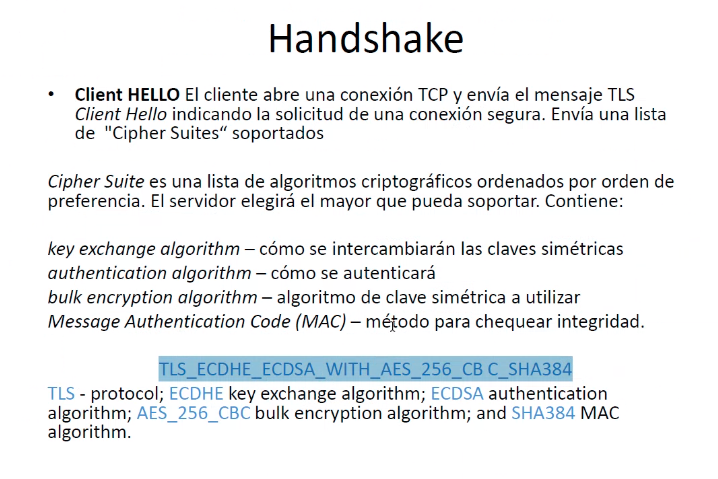 Handshake
• Client HELLO El cliente abre una conexión TCP y envía el mensaje TLS
Client Hello indicando la solicitud de una conexión segura. Envía una lista
de "Cipher Suites“ soportados
Cipher Suite es una lista de algoritmos criptográficos ordenados por orden de
preferencia. El servidor elegirá el mayor que pueda soportar. Contiene:
key exchange algorithm – cómo se intercambiarán las claves simétricas
authentication algorithm – cómo se autenticará
bulk encryption algorithm – algoritmo de clave simétrica a utilizar
Message Authentication Code (MAC) – método para chequear integridad.
TLS_ECDHE_ECDSA_WITH_AES_256_CB C_SHA384
TLS - protocol; ECDHE key exchange algorithm; ECDSA authentication
algorithm; AES_256_CBC bulk encryption algorithm; and SHA384 MAC
algorithm.